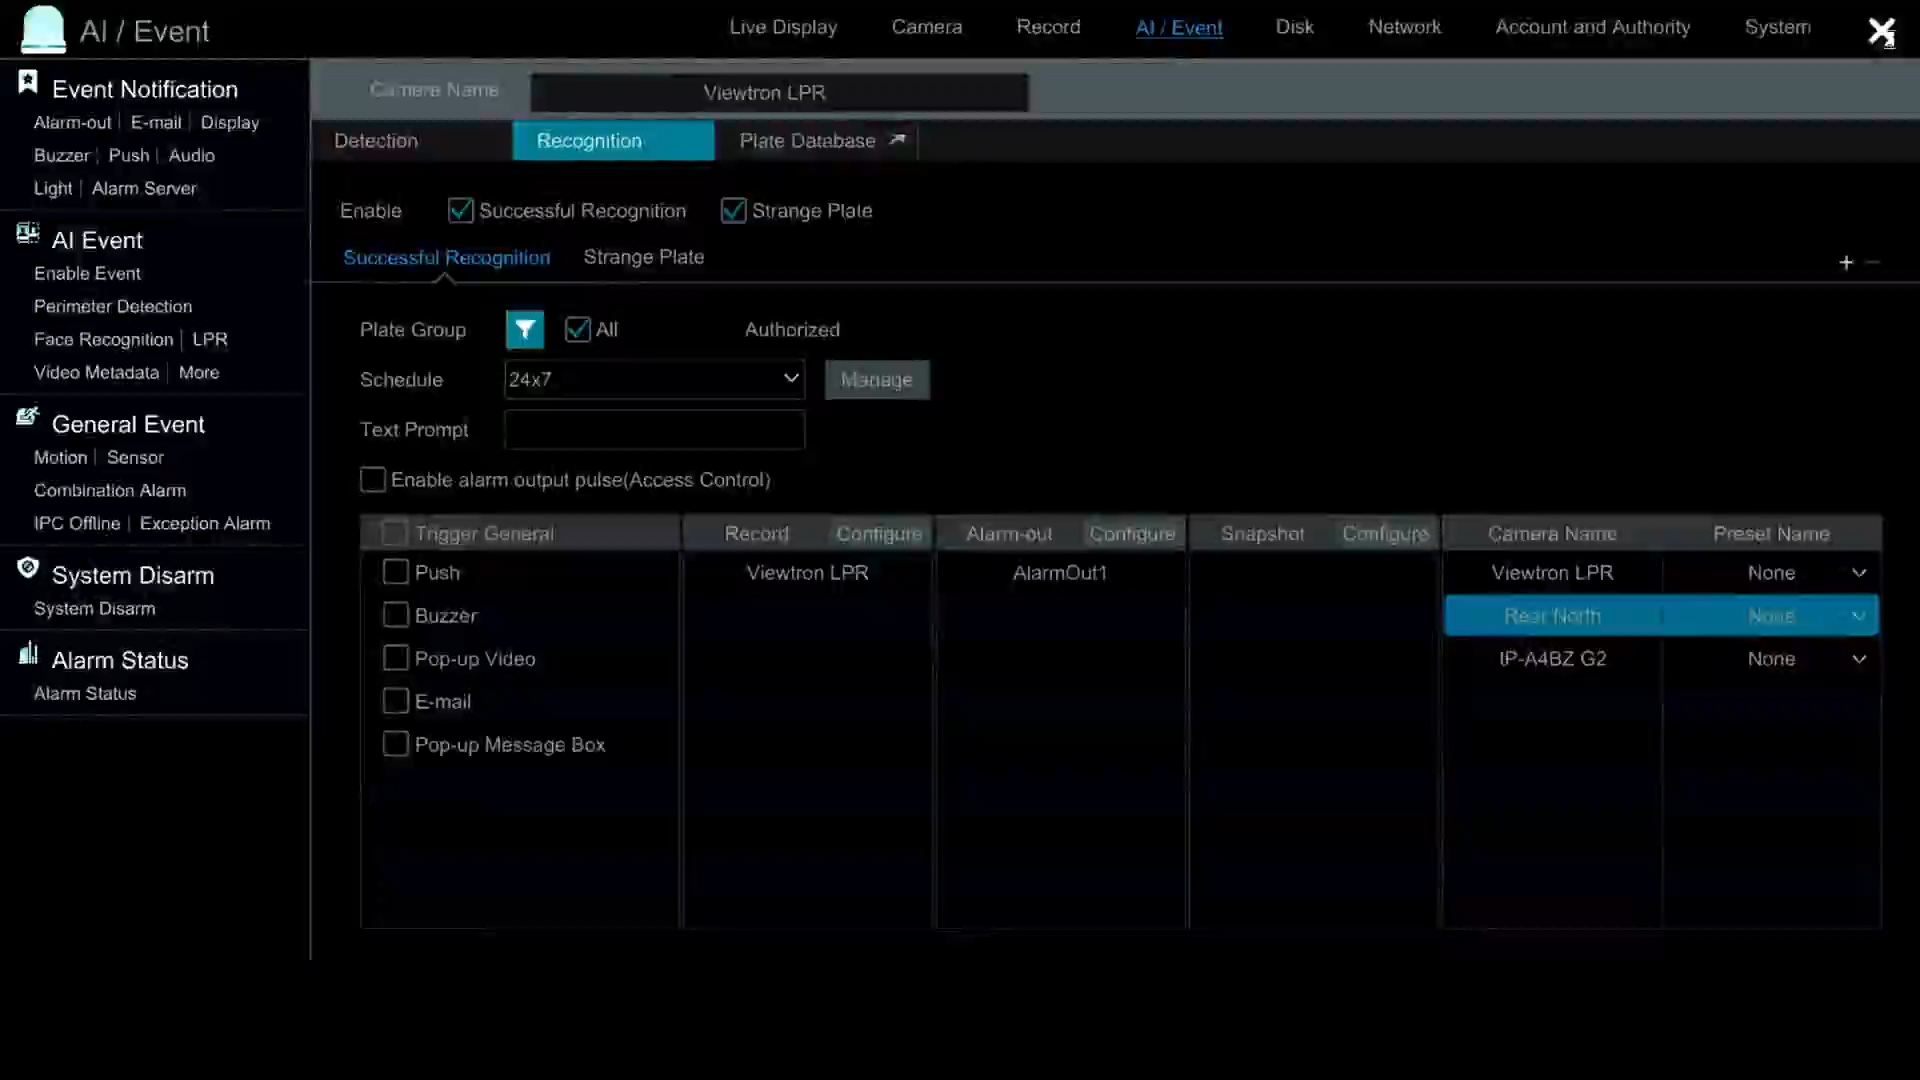 AI / Event
Live Display Camera Record AI / Event Disk Network Account and Authority System
Event Notification
Alarm-out | E-mail | Display
Buzzer | Push | Audio
Light | Alarm Server
AI Event
Enable Event
Perimeter Detection
Face Recognition | LPR
Video Metadata | More
General Event
Motion | Sensor
Combination Alarm
IPC Offline | Exception Alarm
System Disarm
System Disarm
Alarm Status
Alarm Status
Camera Name Viewtron LPR
Detection Recognition Plate Database
Enable Successful Recognition Strange Plate
Successful Recognition Strange Plate
Plate Group All Authorized
Schedule 24x7 Manage
Text Prompt
Enable alarm output pulse(Access Control)
Trigger General Record Configure Alarm-out Configure Snapshot Configure Camera Name Preset Name
Push Viewtron LPR AlarmOut1 Viewtron LPR None
Buzzer Rear North None
Pop-up Video IP-A4BZ G2 None
E-mail
Pop-up Message Box